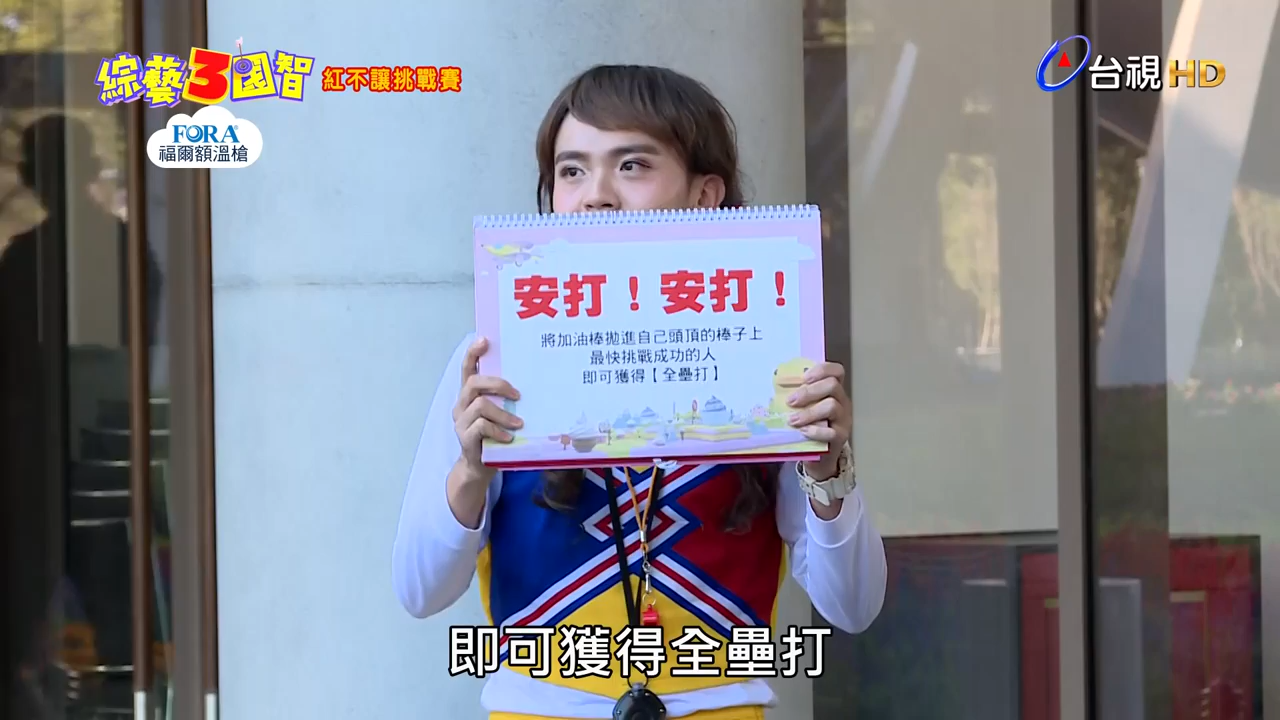 綜藝3國智 紅不讓挑戰賽
FORA®
福爾額溫槍
台視HD
安打！安打！
將加油棒拋進自己頭頂的棒子上
最快挑戰成功的人
即可獲得【全壘打】
即可獲得全壘打